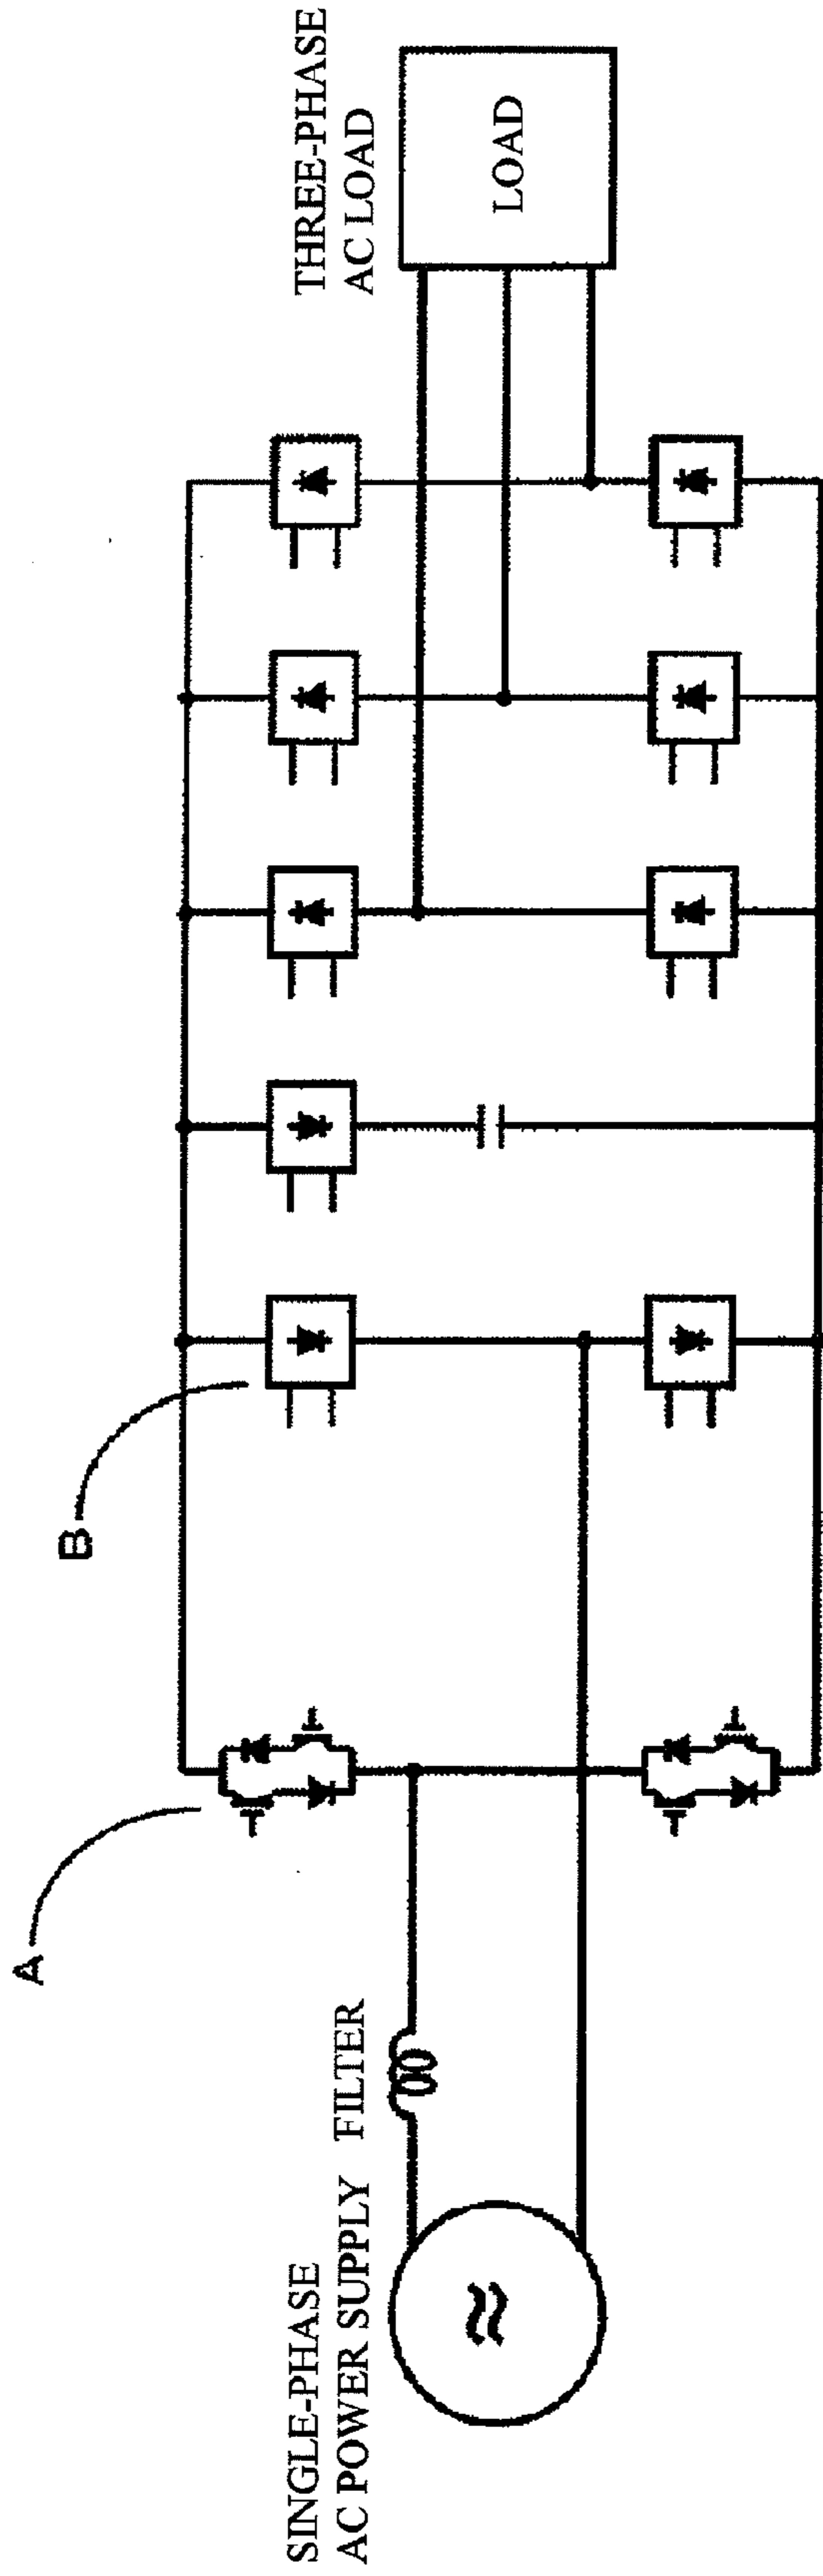 SINGLE-PHASE
AC POWER SUPPLY
FILTER
A
B
THREE-PHASE
AC LOAD
LOAD